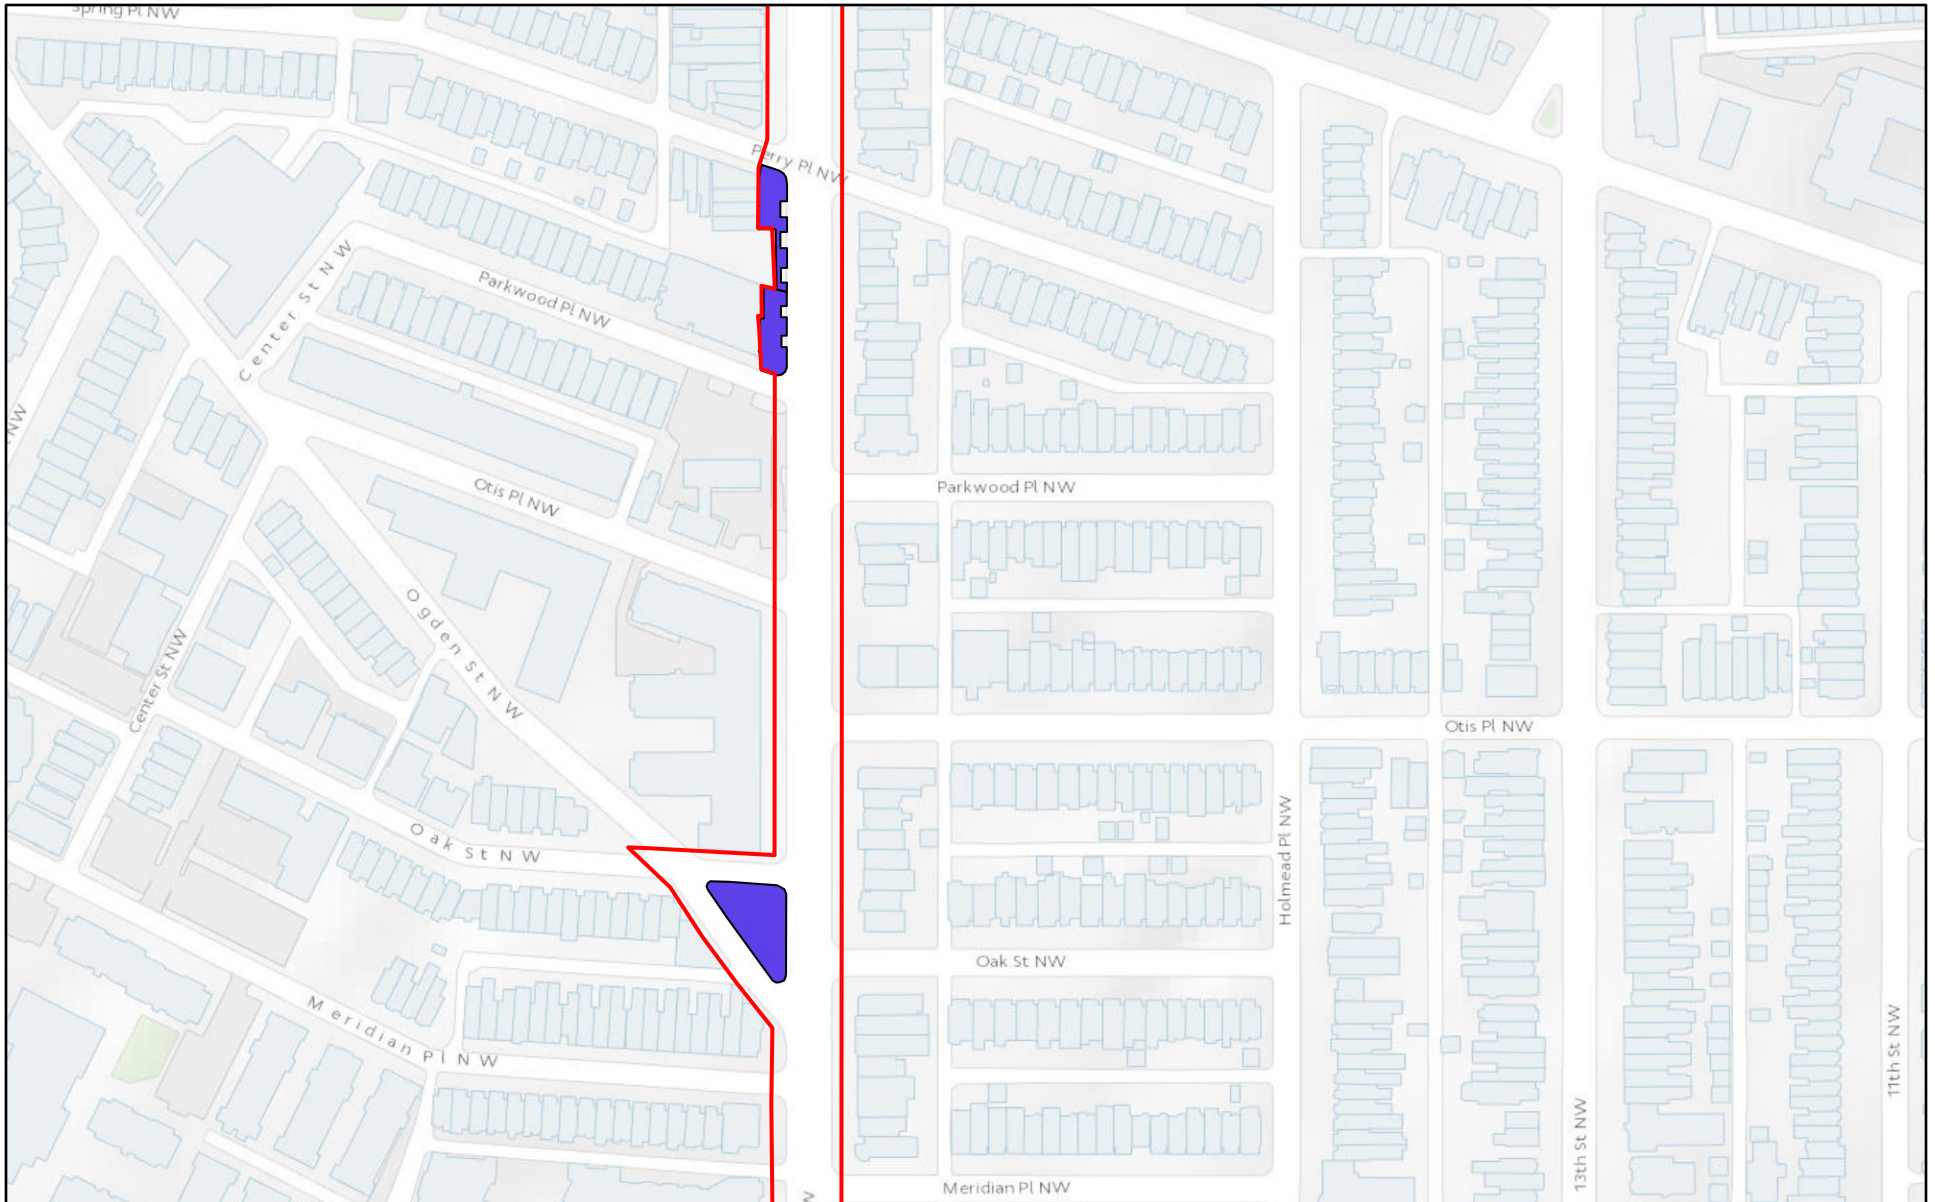 Spring Pl NW
Perry Pl NW
Center St NW
Parkwood Pl NW
NW
Otis Pl NW
Parkwood Pl NW
Ogden St NW
Center St NW
Otis Pl NW
Oak St NW
Holmead Pl NW
Oak St NW
Meridian Pl NW
11th St NW
13th St NW
Meridian Pl NW
W